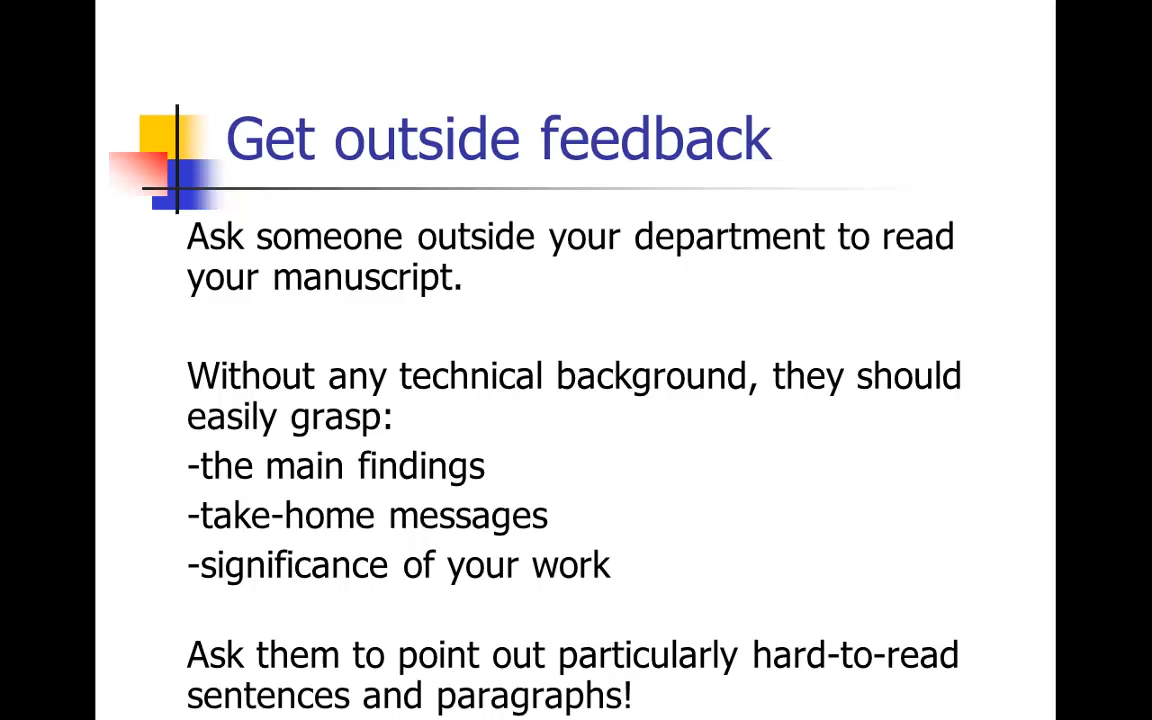 Get outside feedback
Ask someone outside your department to read
your manuscript.
Without any technical background, they should
easily grasp:
-the main findings
-take-home messages
-significance of your work
Ask them to point out particularly hard-to-read
sentences and paragraphs!